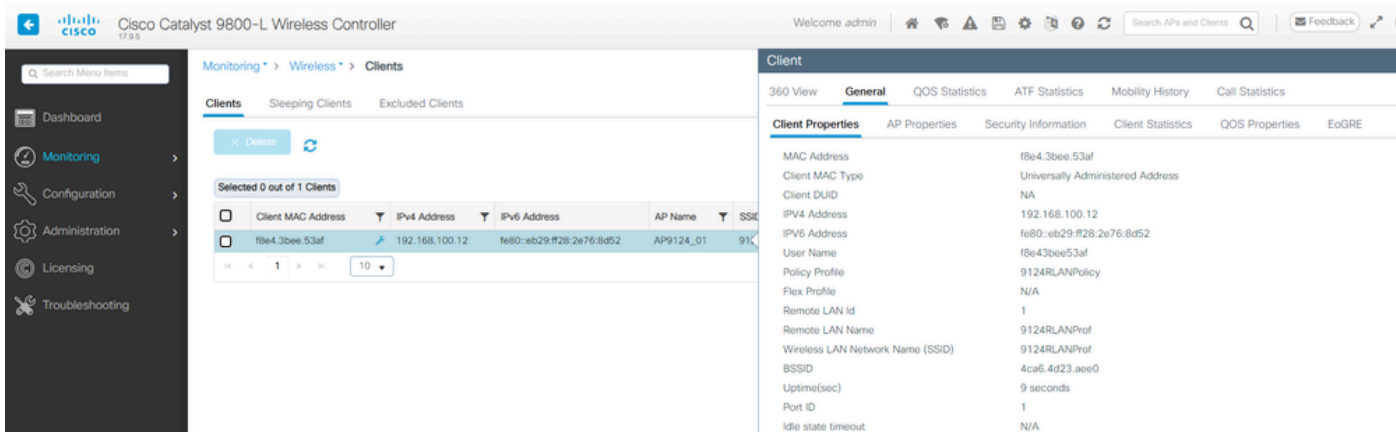 CISCO
Cisco Catalyst 9800-L Wireless Controller
17.9.5
Welcome admin
Search APs and Clients
Feedback
Search Menu Items
Dashboard
Monitoring
Configuration
Administration
Licensing
Troubleshooting
Monitoring > Wireless > Clients
Clients Sleeping Clients Excluded Clients
× Delete
Selected 0 out of 1 Clients
Client MAC Address IPv4 Address IPv6 Address AP Name SSID
f8e4.3bee.53af 192.168.100.12 fe80::eb29:ff28:2e76:8d52 AP9124_01 912
1 10
Client
360 View General QOS Statistics ATF Statistics Mobility History Call Statistics
Client Properties AP Properties Security Information Client Statistics QOS Properties EoGRE
MAC Address f8e4.3bee.53af
Client MAC Type Universally Administered Address
Client DUID NA
IPV4 Address 192.168.100.12
IPV6 Address fe80::eb29:ff28:2e76:8d52
User Name f8e43bee53af
Policy Profile 9124RLANPolicy
Flex Profile N/A
Remote LAN Id 1
Remote LAN Name 9124RLANProf
Wireless LAN Network Name (SSID) 9124RLANProf
BSSID 4ca6.4d23.aee0
Uptime(sec) 9 seconds
Port ID 1
Idle state timeout N/A